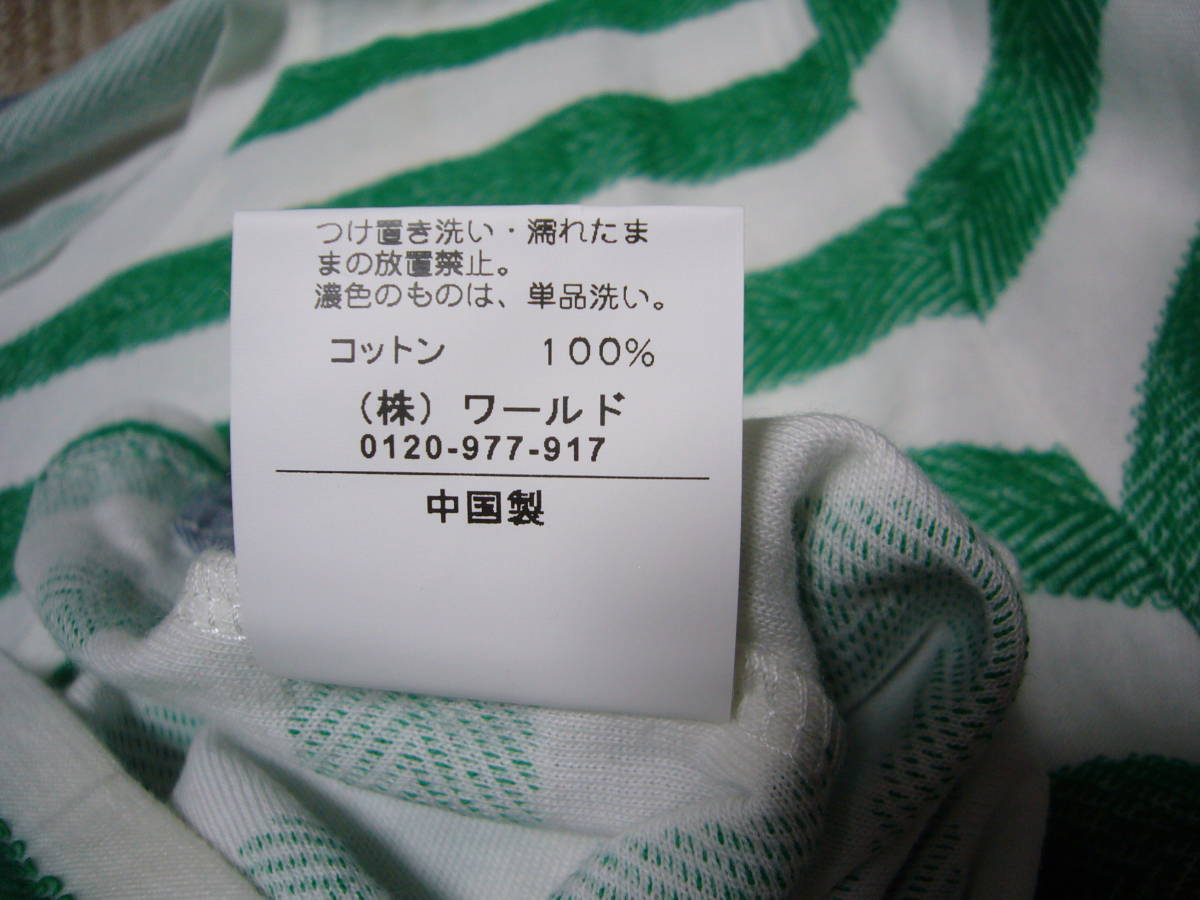 つけ置き洗い・濡れたま
まの放置禁止。
濃色のものは、単品洗い。
コットン　　１００％
（株）ワールド
0120-977-917
中国製